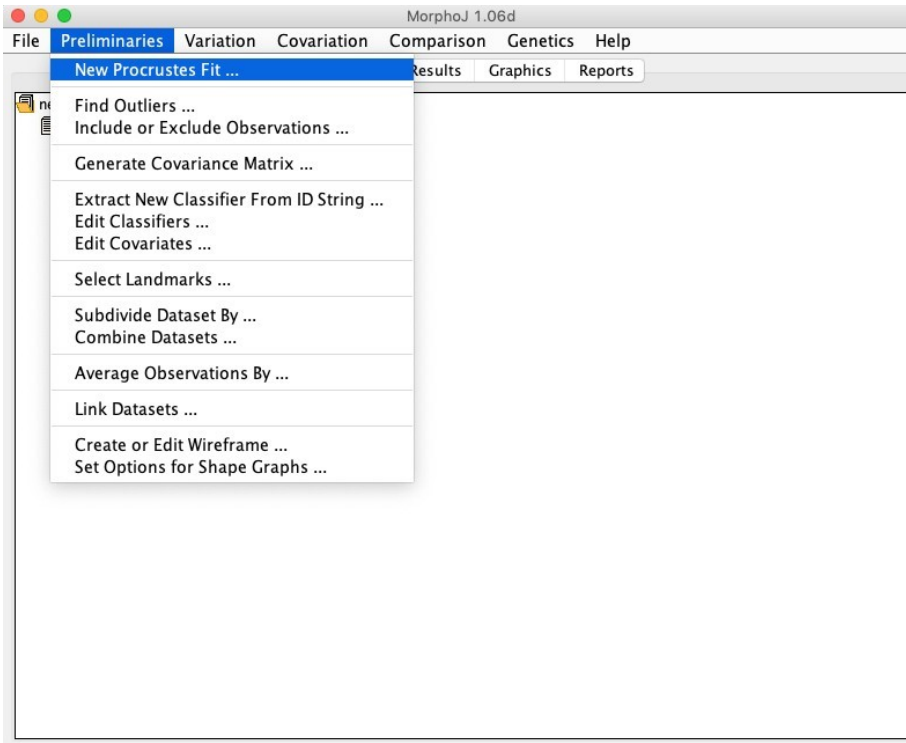 MorphoJ 1.06d
File Preliminaries Variation Covariation Comparison Genetics Help
New Procrustes Fit ...
Results Graphics Reports
Find Outliers ...
Include or Exclude Observations ...
Generate Covariance Matrix ...
Extract New Classifier From ID String ...
Edit Classifiers ...
Edit Covariates ...
Select Landmarks ...
Subdivide Dataset By ...
Combine Datasets ...
Average Observations By ...
Link Datasets ...
Create or Edit Wireframe ...
Set Options for Shape Graphs ...